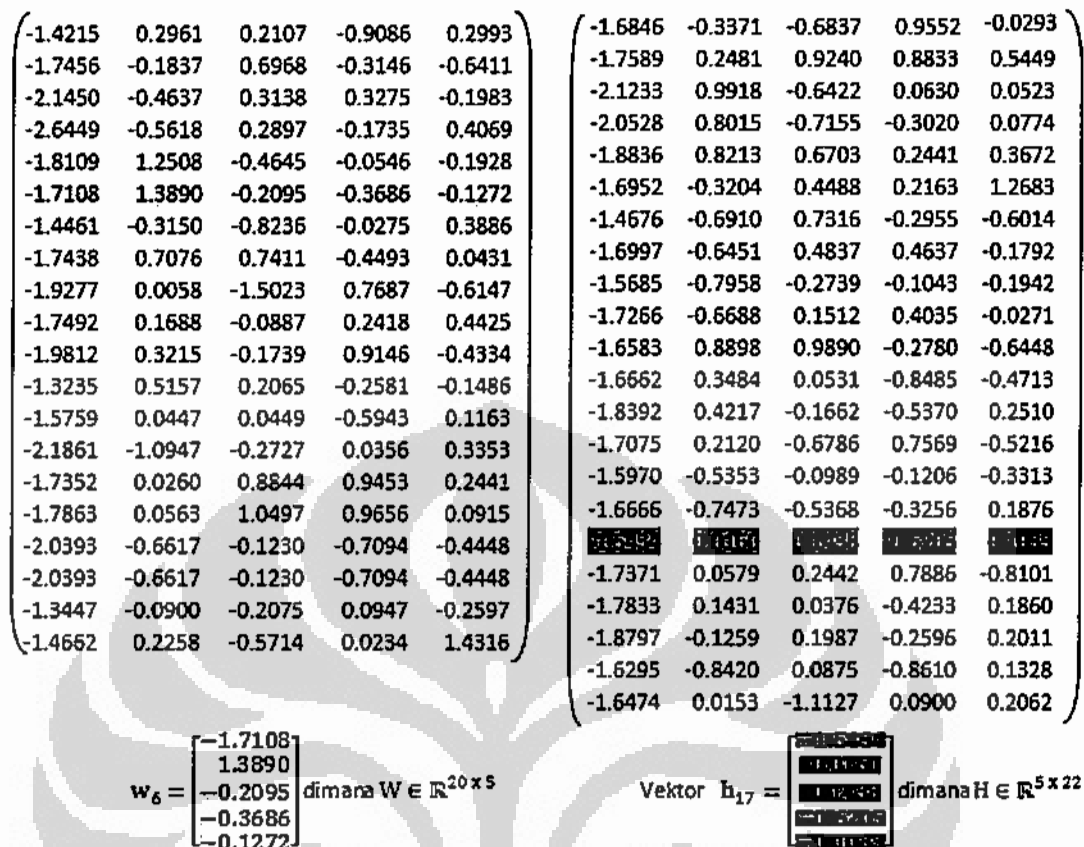 -1.4215 0.2961 0.2107 -0.9086 0.2993
-1.7456 -0.1837 0.6968 -0.3146 -0.6411
-2.1450 -0.4637 0.3138 0.3275 -0.1983
-2.6449 -0.5618 0.2897 -0.1735 0.4069
-1.8109 1.2508 -0.4645 -0.0546 -0.1928
-1.7108 1.3890 -0.2095 -0.3686 -0.1272
-1.4461 -0.3150 -0.8236 -0.0275 0.3886
-1.7438 0.7076 0.7411 -0.4493 0.0431
-1.9277 0.0058 -1.5023 0.7687 -0.6147
-1.7492 0.1688 -0.0887 0.2418 0.4425
-1.9812 0.3215 -0.1739 0.9146 -0.4334
-1.3235 0.5157 0.2065 -0.2581 -0.1486
-1.5759 0.0447 0.0449 -0.5943 0.1163
-2.1861 -1.0947 -0.2727 0.0356 0.3353
-1.7352 0.0260 0.8844 0.9453 0.2441
-1.7863 0.0563 1.0497 0.9656 0.0915
-2.0393 -0.6617 -0.1230 -0.7094 -0.4448
-2.0393 -0.6617 -0.1230 -0.7094 -0.4448
-1.3447 -0.0900 -0.2075 0.0947 -0.2597
-1.4662 0.2258 -0.5714 0.0234 1.4316
-1.6846 -0.3371 -0.6837 0.9552 -0.0293
-1.7589 0.2481 0.9240 0.8833 0.5449
-2.1233 0.9918 -0.6422 0.0630 0.0523
-2.0528 0.8015 -0.7155 -0.3020 0.0774
-1.8836 0.8213 0.6703 0.2441 0.3672
-1.6952 -0.3204 0.4488 0.2163 1.2683
-1.4676 -0.6910 0.7316 -0.2955 -0.6014
-1.6997 -0.6451 0.4837 0.4637 -0.1792
-1.5685 -0.7958 -0.2739 -0.1043 -0.1942
-1.7266 -0.6688 0.1512 0.4035 -0.0271
-1.6583 0.8898 0.9890 -0.2780 -0.6448
-1.6662 0.3484 0.0531 -0.8485 -0.4713
-1.8392 0.4217 -0.1662 -0.5370 0.2510
-1.7075 0.2120 -0.6786 0.7569 -0.5216
-1.5970 -0.5353 -0.0989 -0.1206 -0.3313
-1.6666 -0.7473 -0.5368 -0.3256 0.1876
-1.7371 0.0579 0.2442 0.7886 -0.8101
-1.7833 0.1431 0.0376 -0.4233 0.1860
-1.8797 -0.1259 0.1987 -0.2596 0.2011
-1.6295 -0.8420 0.0875 -0.8610 0.1328
-1.6474 0.0153 -1.1127 0.0900 0.2062
-1.7108
1.3890
w₆ = -0.2095 dimana W ∈ ℝ²⁰ˣ⁵
-0.3686
-0.1272
Vektor h₁₇ = dimana H ∈ ℝ⁵ˣ²²